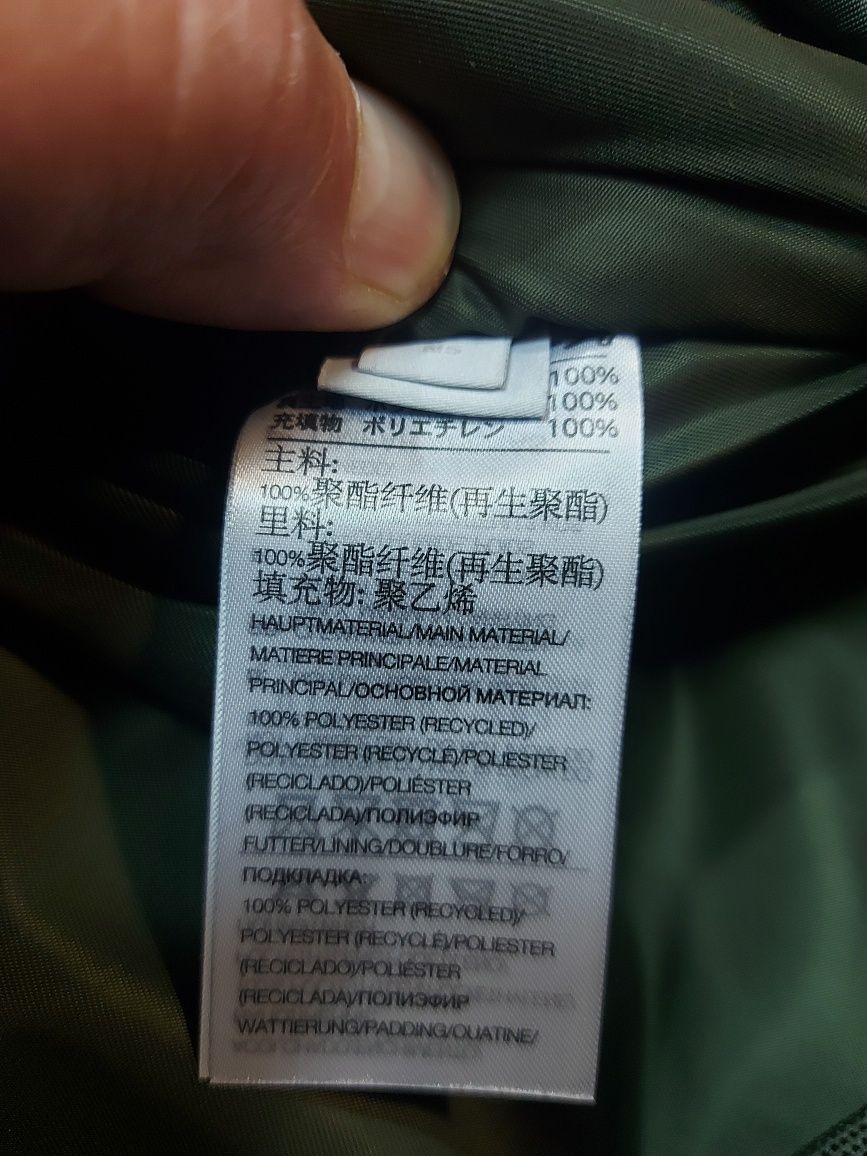 100%
100%
充填物 ポリエチレン 100%
主料:
100%聚酯纤维(再生聚酯)
里料:
100%聚酯纤维(再生聚酯)
填充物: 聚乙烯
HAUPTMATERIAL/MAIN MATERIAL/
MATIERE PRINCIPALE/MATERIAL
PRINCIPAL/ОСНОВНОЙ МАТЕРИАЛ:
100% POLYESTER (RECYCLED)/
POLYESTER (RECYCLÉ)/POLIESTER
(RECICLADO)/POLIÉSTER
(RECICLADA)/ПОЛИЭФИР
FUTTER/LINING/DOUBLURE/FORRO/
ПОДКЛАДКА:
100% POLYESTER (RECYCLED)/
POLYESTER (RECYCLÉ)/POLIESTER
(RECICLADO)/POLIÉSTER
(RECICLADA)/ПОЛИЭФИР
WATTIERUNG/PADDING/OUATINE/